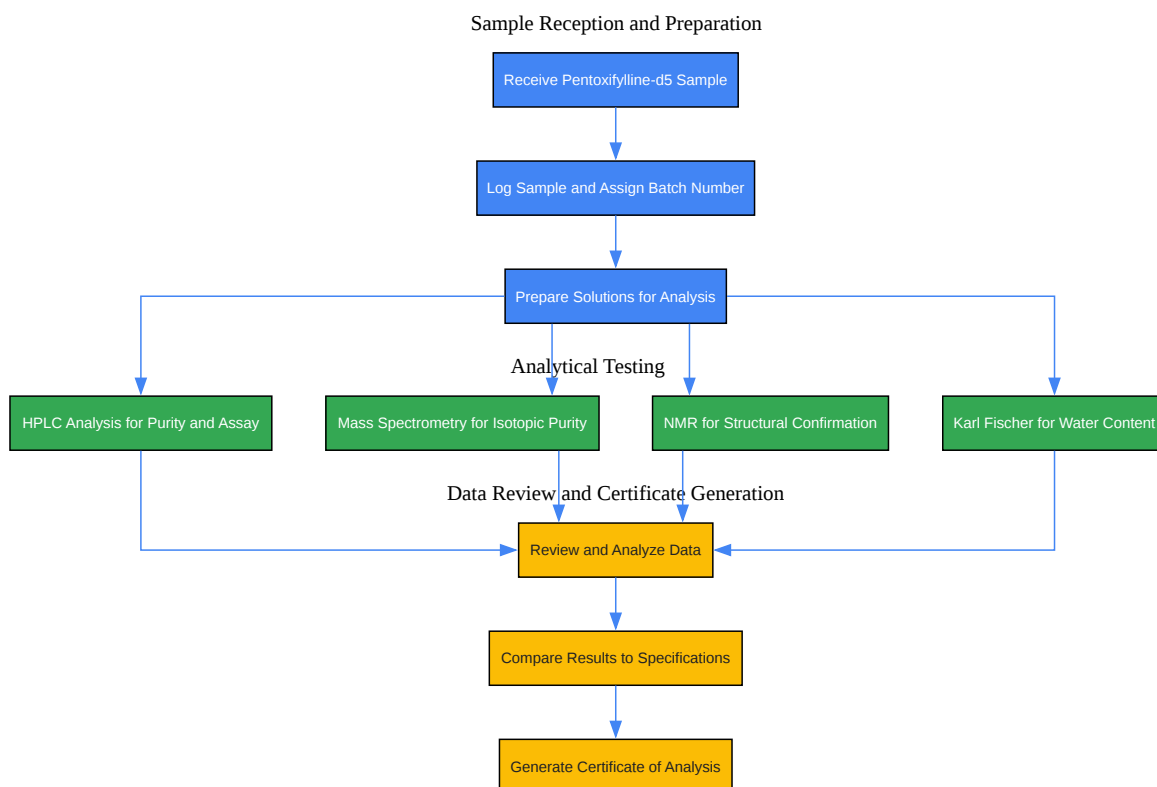 Sample Reception and Preparation
Receive Pentoxifylline-d5 Sample
Log Sample and Assign Batch Number
Prepare Solutions for Analysis
Analytical Testing
HPLC Analysis for Purity and Assay
Mass Spectrometry for Isotopic Purity
NMR for Structural Confirmation
Karl Fischer for Water Content
Data Review and Certificate Generation
Review and Analyze Data
Compare Results to Specifications
Generate Certificate of Analysis